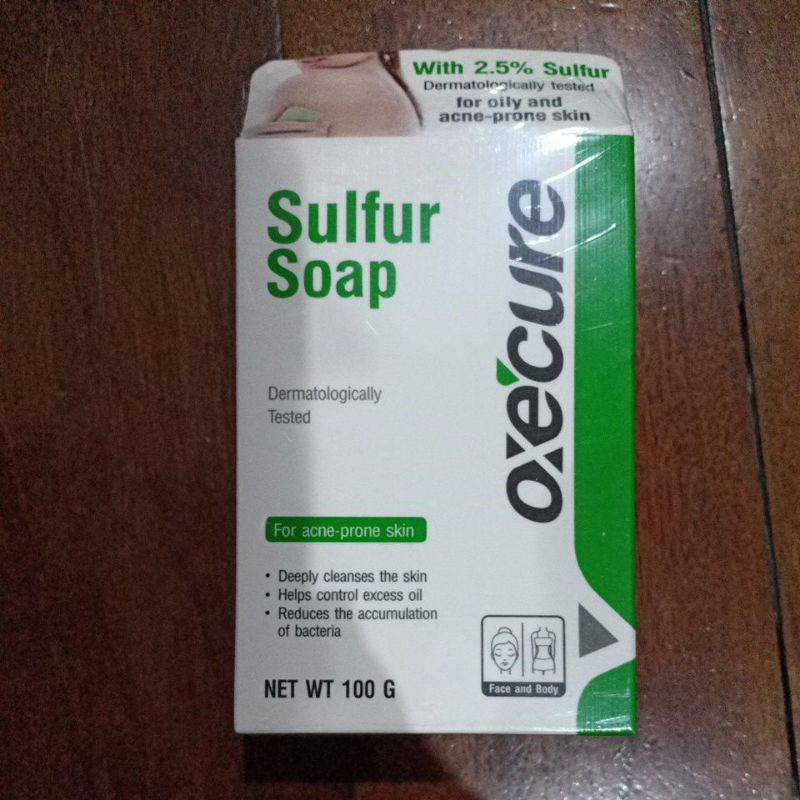 With 2.5% Sulfur
Dermatologically tested
for oily and
acne-prone skin
Sulfur
Soap
oxecure
Dermatologically
Tested
For acne-prone skin
• Deeply cleanses the skin
• Helps control excess oil
• Reduces the accumulation
of bacteria
Face and Body
NET WT 100 G